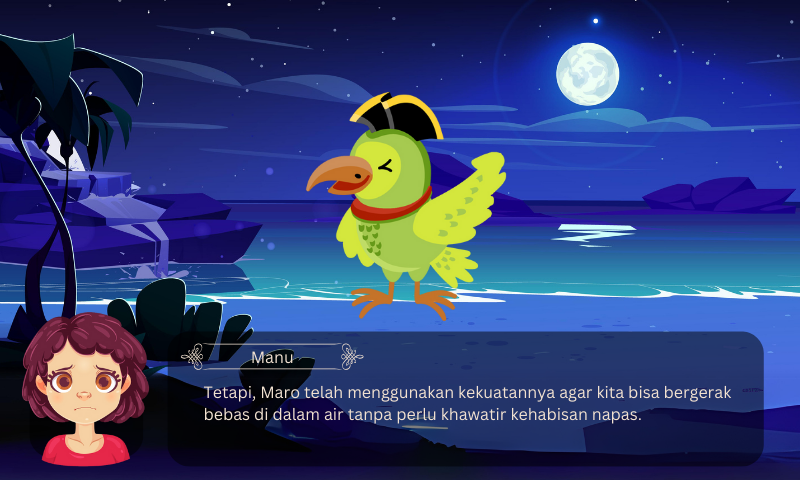 Manu
Tetapi, Maro telah menggunakan kekuatannya agar kita bisa bergerak
bebas di dalam air tanpa perlu khawatir kehabisan napas.